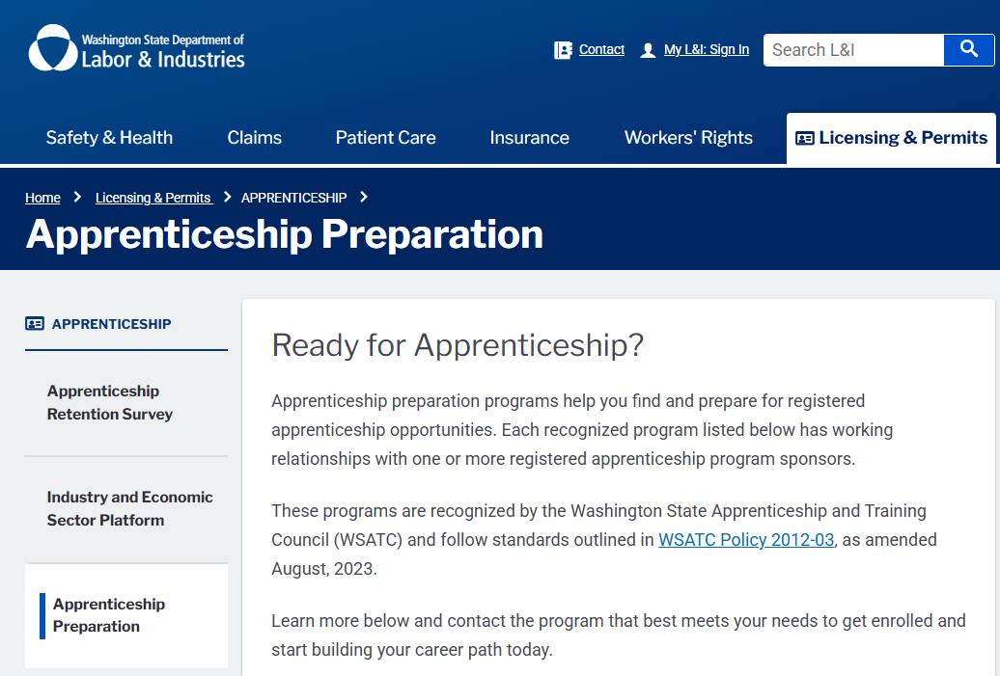 Washington State Department of
Labor & Industries
Contact
My L&I: Sign In
Search L&I
Safety & Health
Claims
Patient Care
Insurance
Workers' Rights
Licensing & Permits
Home
Licensing & Permits
APPRENTICESHIP
Apprenticeship Preparation
APPRENTICESHIP
Apprenticeship
Retention Survey
Industry and Economic
Sector Platform
Apprenticeship
Preparation
Ready for Apprenticeship?
Apprenticeship preparation programs help you find and prepare for registered
apprenticeship opportunities. Each recognized program listed below has working
relationships with one or more registered apprenticeship program sponsors.
These programs are recognized by the Washington State Apprenticeship and Training
Council (WSATC) and follow standards outlined in WSATC Policy 2012-03, as amended
August, 2023.
Learn more below and contact the program that best meets your needs to get enrolled and
start building your career path today.